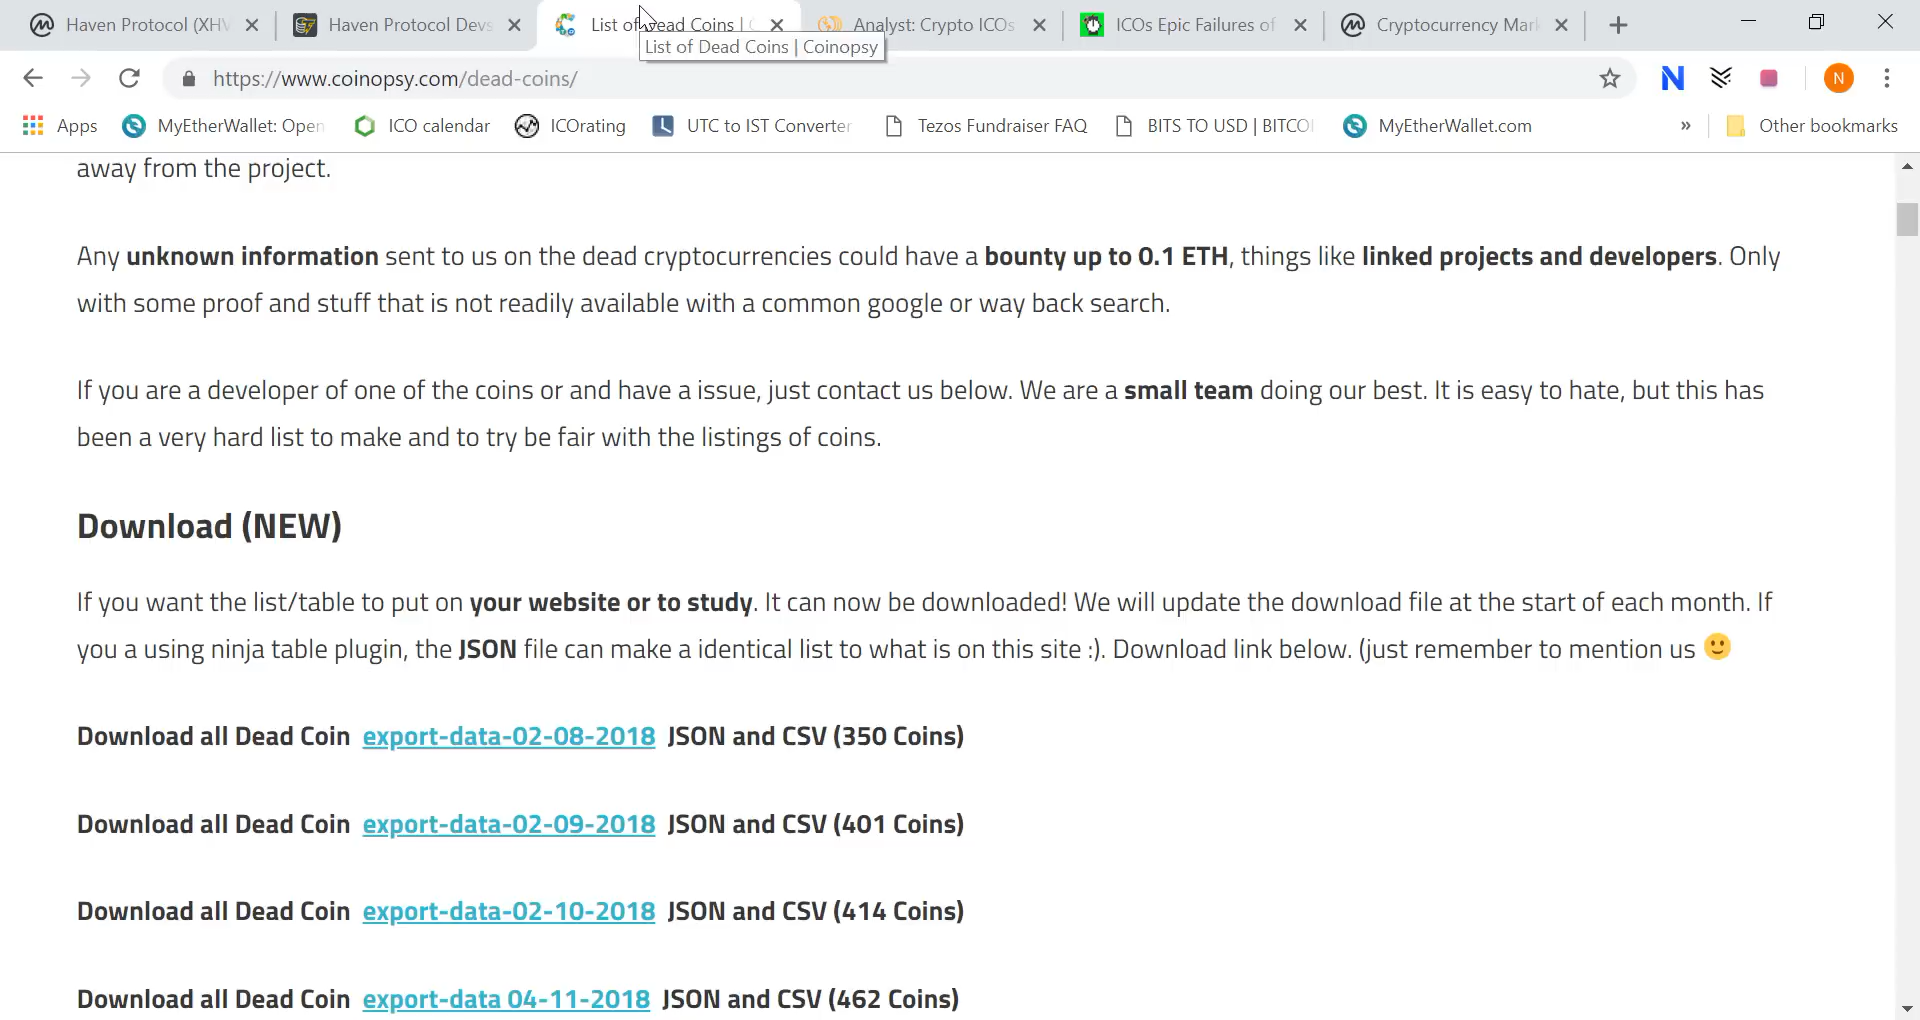 Haven Protocol (XHV
Haven Protocol Devs
List of Dead Coins |
Analyst: Crypto ICOs
ICOs Epic Failures of
Cryptocurrency Mark
List of Dead Coins | Coinopsy
https://www.coinopsy.com/dead-coins/
N
N
Apps
MyEtherWallet: Open
ICO calendar
ICOrating
UTC to IST Converter
Tezos Fundraiser FAQ
BITS TO USD | BITCOI
MyEtherWallet.com
»
Other bookmarks
away from the project.
Any unknown information sent to us on the dead cryptocurrencies could have a bounty up to 0.1 ETH, things like linked projects and developers. Only
with some proof and stuff that is not readily available with a common google or way back search.
If you are a developer of one of the coins or and have a issue, just contact us below. We are a small team doing our best. It is easy to hate, but this has
been a very hard list to make and to try be fair with the listings of coins.
Download (NEW)
If you want the list/table to put on your website or to study. It can now be downloaded! We will update the download file at the start of each month. If
you a using ninja table plugin, the JSON file can make a identical list to what is on this site :). Download link below. (just remember to mention us 🙂
Download all Dead Coin export-data-02-08-2018 JSON and CSV (350 Coins)
Download all Dead Coin export-data-02-09-2018 JSON and CSV (401 Coins)
Download all Dead Coin export-data-02-10-2018 JSON and CSV (414 Coins)
Download all Dead Coin export-data 04-11-2018 JSON and CSV (462 Coins)